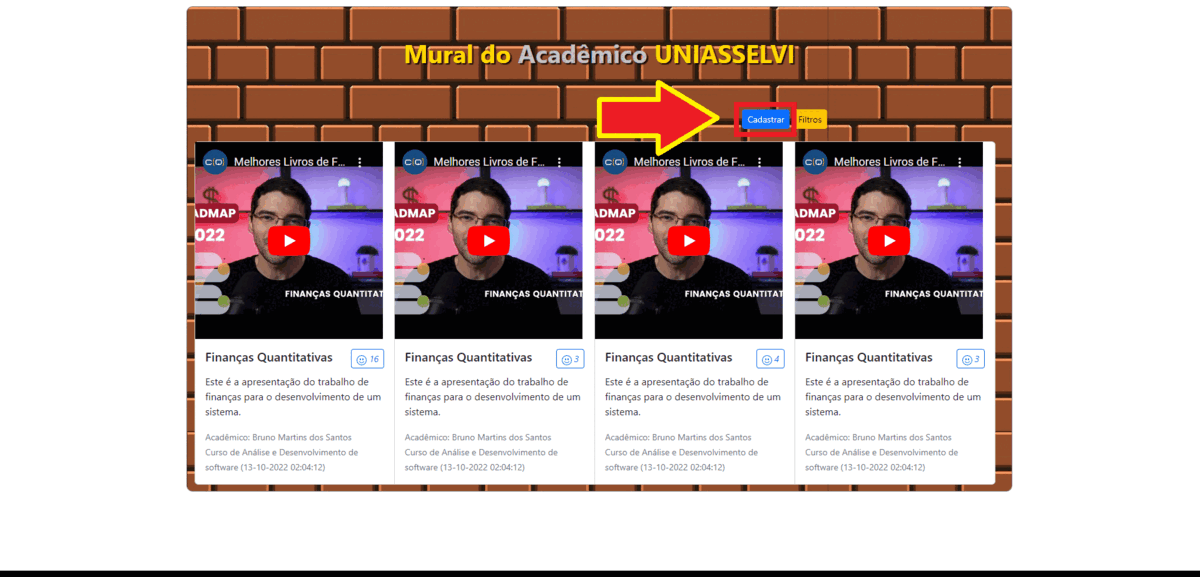 Mural do Acadêmico UNIASSELVI
Cadastrar
Filtros
Melhores Livros de F...
ADMAP
022
FINANÇAS QUANTITAT
Melhores Livros de F...
ADMAP
022
FINANÇAS QUANTITAT
Melhores Livros de F...
ADMAP
022
FINANÇAS QUANTITAT
Melhores Livros de F...
ADMAP
022
FINANÇAS QUANTITAT
Finanças Quantitativas
16
Este é a apresentação do trabalho de
finanças para o desenvolvimento de um
sistema.
Acadêmico: Bruno Martins dos Santos
Curso de Análise e Desenvolvimento de
software (13-10-2022 02:04:12)
Finanças Quantitativas
3
Este é a apresentação do trabalho de
finanças para o desenvolvimento de um
sistema.
Acadêmico: Bruno Martins dos Santos
Curso de Análise e Desenvolvimento de
software (13-10-2022 02:04:12)
Finanças Quantitativas
4
Este é a apresentação do trabalho de
finanças para o desenvolvimento de um
sistema.
Acadêmico: Bruno Martins dos Santos
Curso de Análise e Desenvolvimento de
software (13-10-2022 02:04:12)
Finanças Quantitativas
3
Este é a apresentação do trabalho de
finanças para o desenvolvimento de um
sistema.
Acadêmico: Bruno Martins dos Santos
Curso de Análise e Desenvolvimento de
software (13-10-2022 02:04:12)